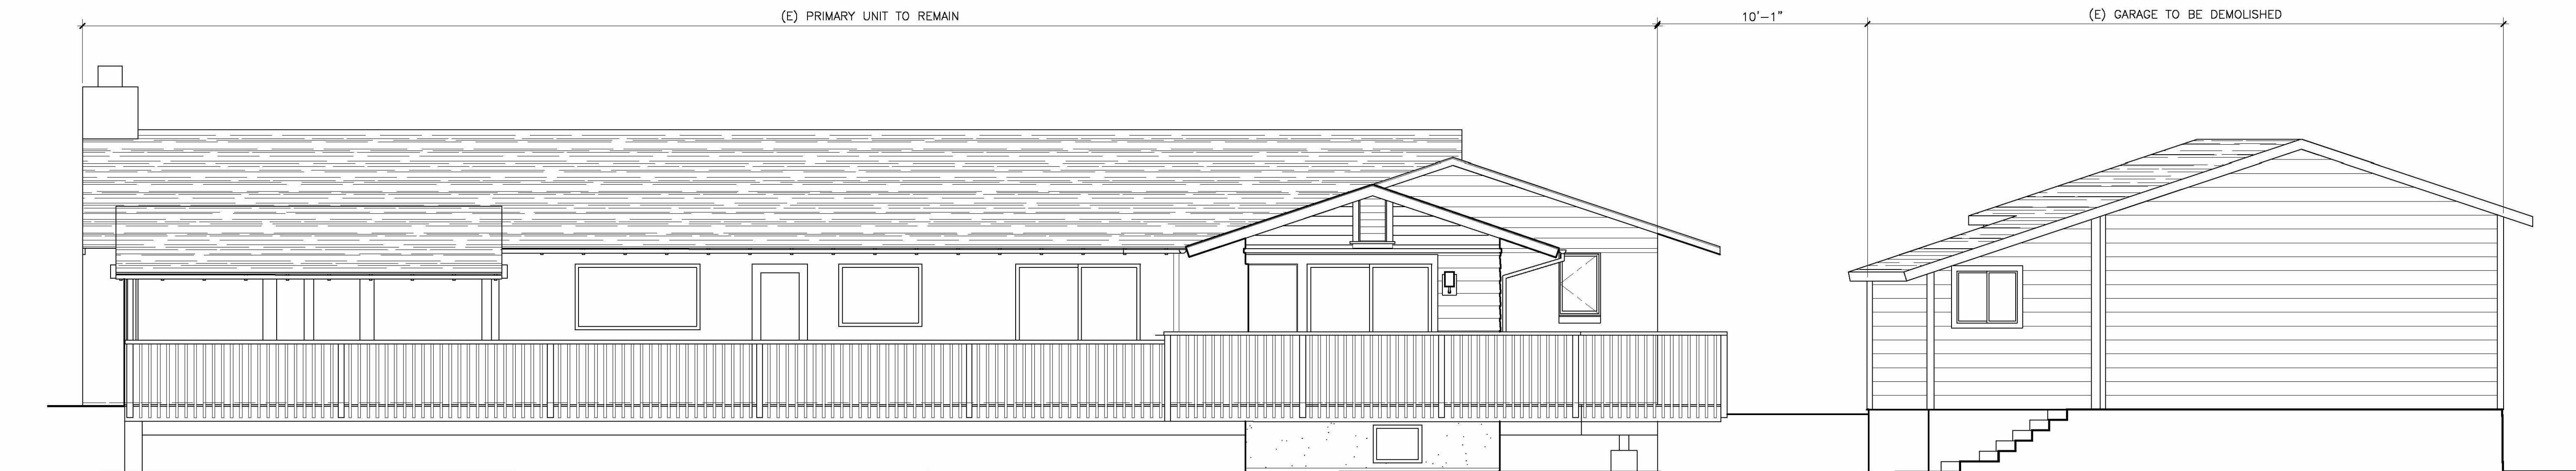 (E) PRIMARY UNIT TO REMAIN
10'-1"
(E) GARAGE TO BE DEMOLISHED